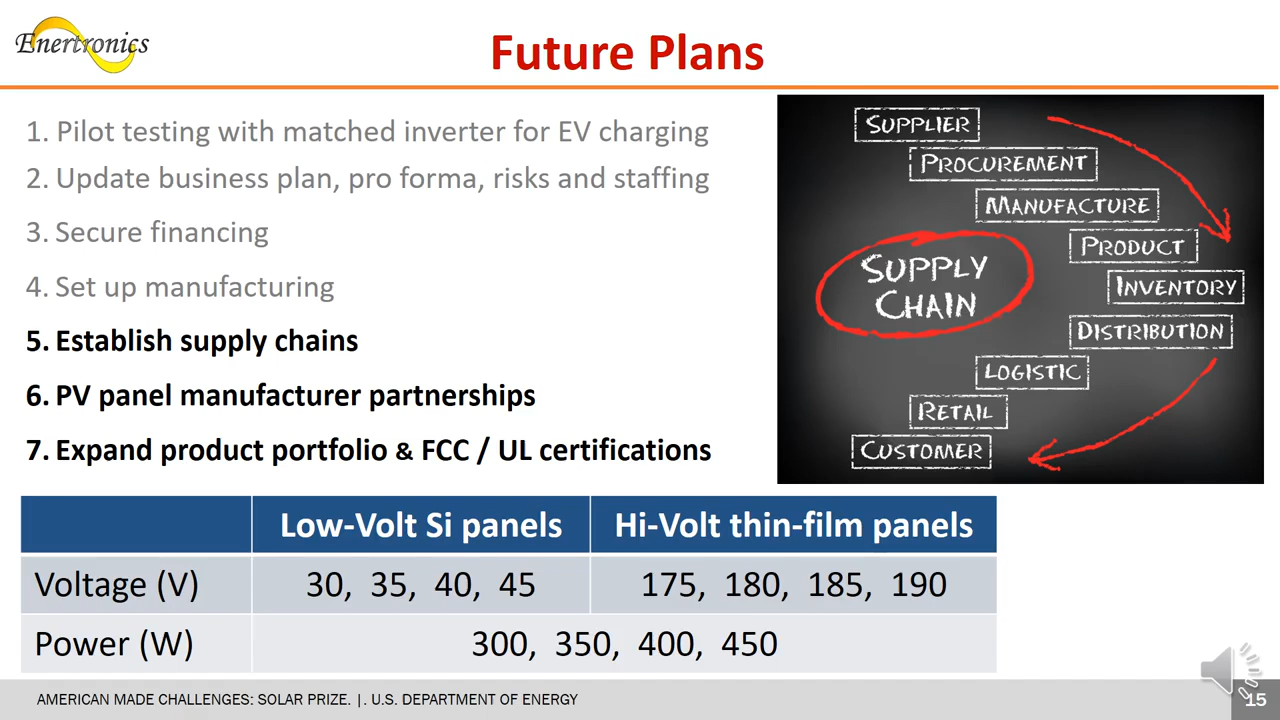 Enertronics
Future Plans
1. Pilot testing with matched inverter for EV charging
2. Update business plan, pro forma, risks and staffing
3. Secure financing
4. Set up manufacturing
5. Establish supply chains
6. PV panel manufacturer partnerships
7. Expand product portfolio & FCC / UL certifications
SUPPLIER
PROCUREMENT
MANUFACTURE
PRODUCT
INVENTORY
DISTRIBUTION
LOGISTIC
RETAIL
CUSTOMER
SUPPLY
CHAIN
Low-Volt Si panels Hi-Volt thin-film panels
Voltage (V) 30, 35, 40, 45 175, 180, 185, 190
Power (W) 300, 350, 400, 450
AMERICAN MADE CHALLENGES: SOLAR PRIZE. |. U.S. DEPARTMENT OF ENERGY
15